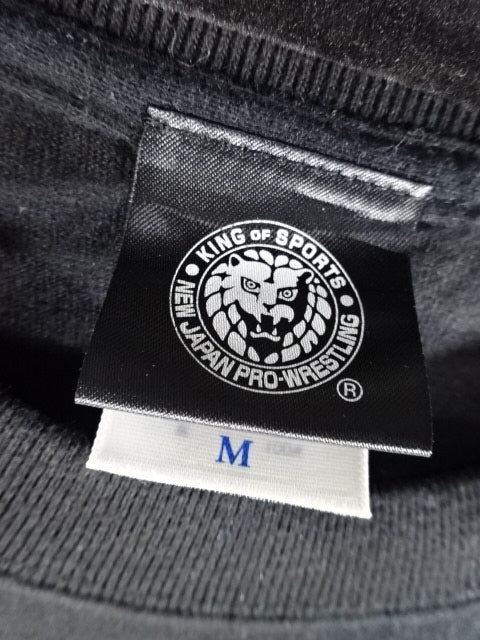 KING OF SPORTS
NEW JAPAN PRO-WRESTLING
®
M